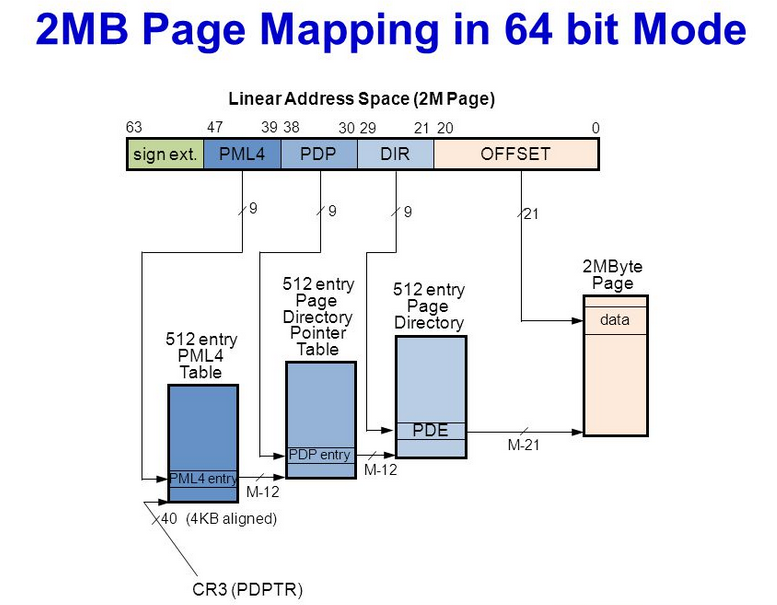 2MB Page Mapping in 64 bit Mode
Linear Address Space (2M Page)
63 47 39 38 30 29 21 20 0
sign ext. PML4 PDP DIR OFFSET
9 9 9 21
2MByte
Page
data
512 entry
Page
Directory
Pointer
Table
512 entry
Page
Directory
512 entry
PML4
Table
PDE
M-21
PDP entry
M-12
PML4 entry
M-12
40 (4KB aligned)
CR3 (PDPTR)